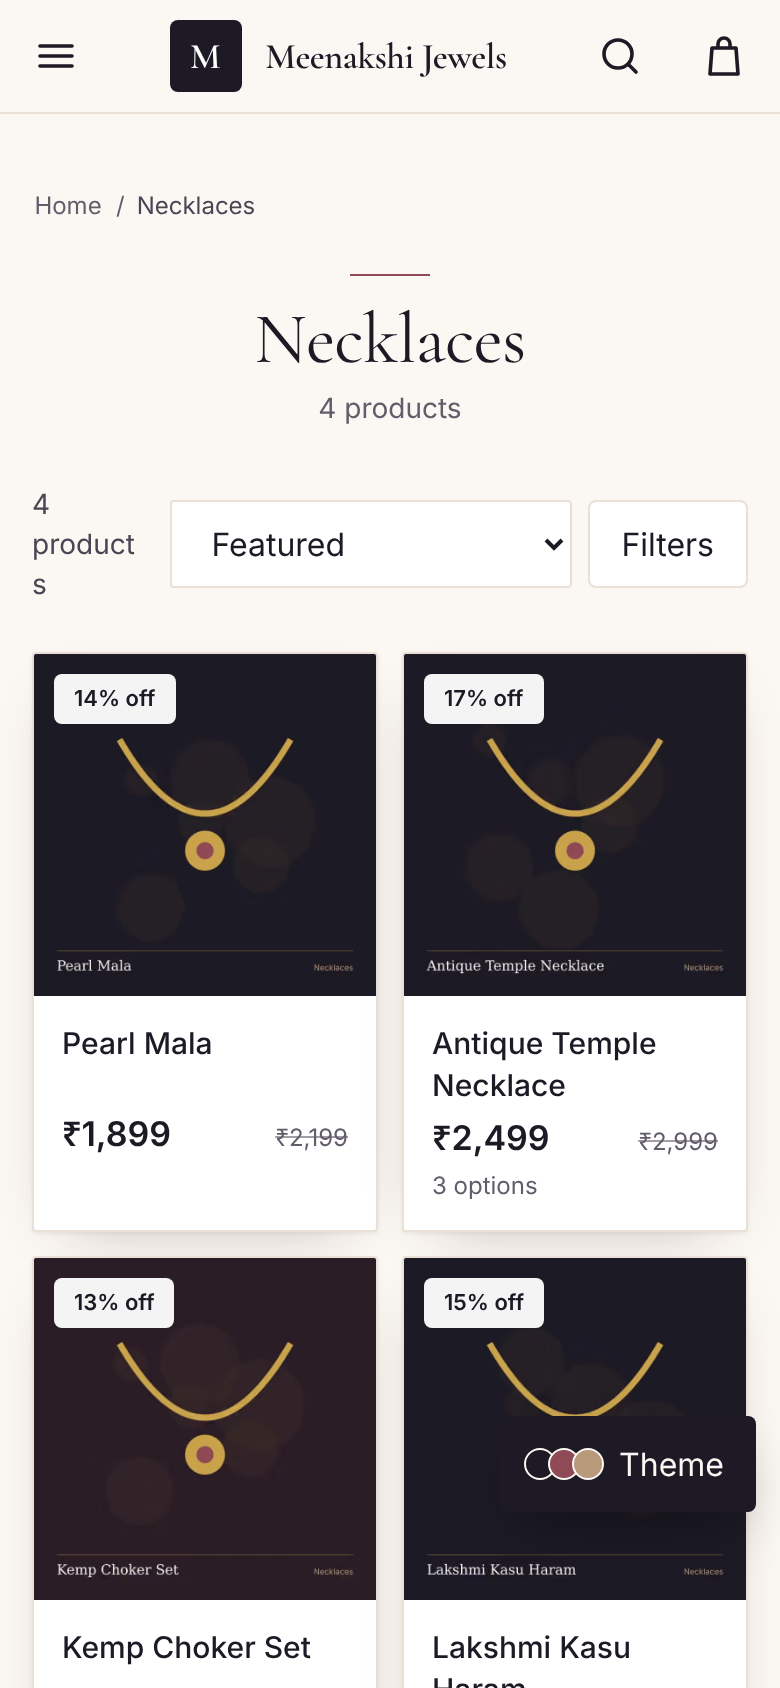 M Meenakshi Jewels
Home / Necklaces
Necklaces
4 products
4
product
s
Featured
Filters
14% off
Pearl Mala
Necklaces
Pearl Mala
₹1,899 ₹2,199
17% off
Antique Temple Necklace
Necklaces
Antique Temple
Necklace
₹2,499 ₹2,999
3 options
13% off
Kemp Choker Set
Necklaces
Kemp Choker Set
15% off
Theme
Lakshmi Kasu Haram
Necklaces
Lakshmi Kasu
Haram